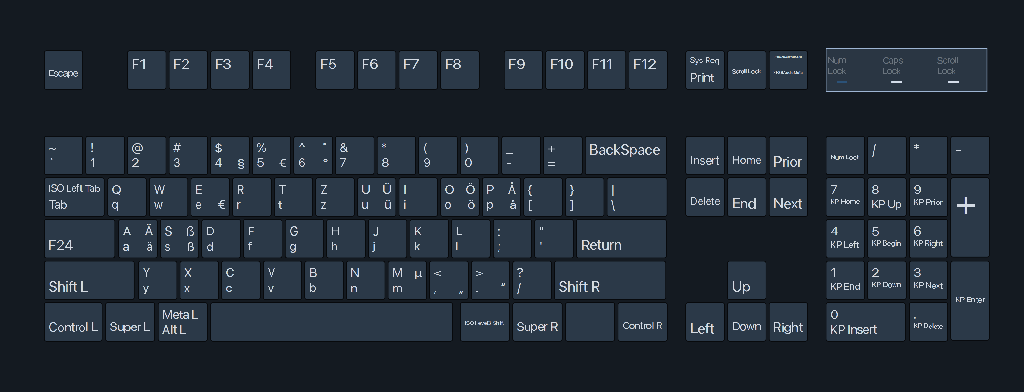 Escape F1 F2 F3 F4 F5 F6 F7 F8 F9 F10 F11 F12 Sys Req Scroll Lock Num Lock Caps Lock Scroll Lock
Print
~ ! @ # $ % ^ ° & * ( ) _ + BackSpace Insert Home Prior Num Lock / * -
` 1 2 3 4 § 5 € 6 7 8 9 0 - =
ISO Left Tab Q W E R T Z U Ü I O Ö P Å { } | Delete End Next 7 8 9 +
Tab q w e € r t z u ü i o ö p å [ ] \ KP Home KP Up KP Prior
F24 A Ä S ß D F G H J K L : " Return 4 5 6
a ä s ß d f g h j k l ; ' KP Left KP Begin KP Right
Shift L Y X C V B N M µ < > ? Shift R Up 1 2 3 KP Enter
y x c v b n m , „ . “ / KP End KP Down KP Next
Control L Super L Meta L ISO Level3 Shift Super R Control R Left Down Right 0 .
Alt L KP Insert KP Delete